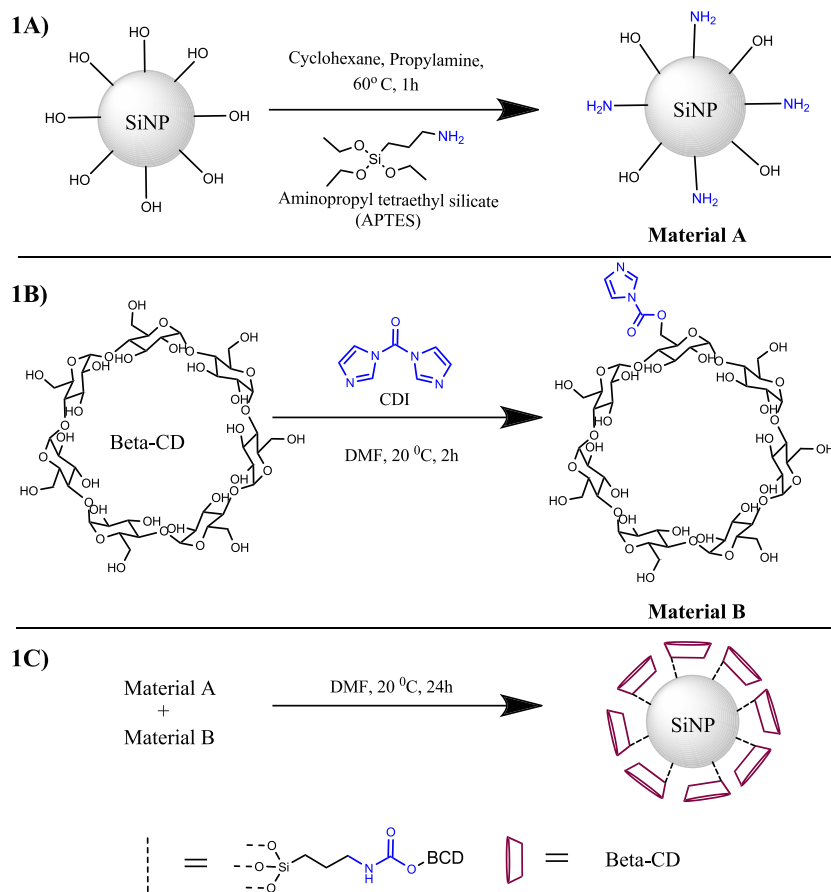 1A)
HO
HO
HO
HO
HO
OH
OH
OH
SiNP
Cyclohexane, Propylamine,
60° C, 1h
NH2
O
O
Si
O
Aminopropyl tetraethyl silicate
(APTES)
NH2
HO
OH
H2N
NH2
SiNP
HO
OH
NH2
Material A
1B)
Beta-CD
O
N
N
N
N
CDI
DMF, 20 ⁰C, 2h
N
N
O
O
Material B
1C)
Material A
+
Material B
DMF, 20 ⁰C, 24h
SiNP
=
O
O
Si
O
N
H
O
O
BCD
=
Beta-CD